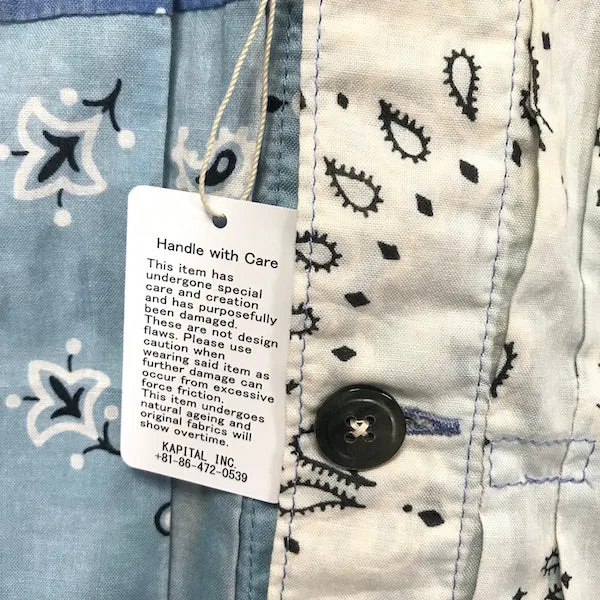 Handle with Care
This item has
undergone special
care and creation
and has purposefully
been damaged.
These are not design
flaws. Please use
caution when
wearing said item as
further damage can
occur from excessive
force friction.
This item undergoes
natural ageing and
original fabrics will
show overtime.
KAPITAL INC.
+81-86-472-0539